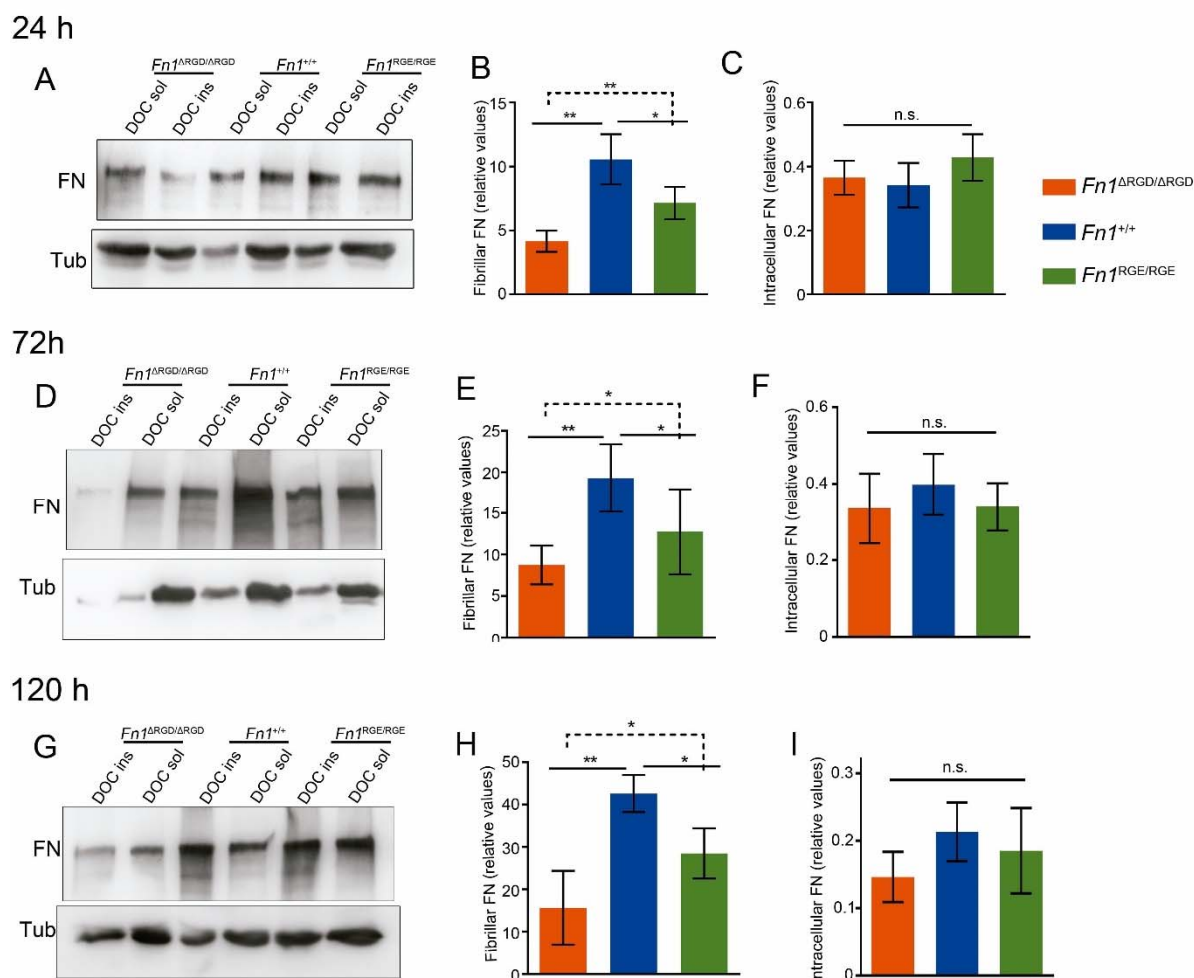 24 h
A
Fn1ΔRGD/ΔRGD
Fn1+/+
Fn1RGE/RGE
DOC sol
DOC ins
DOC sol
DOC ins
DOC sol
DOC ins
FN
Tub
B
Fibrillar FN (relative values)
15
10
5
0
**
**
*
C
Intracellular FN (relative values)
0.6
0.4
0.2
0
n.s.
Fn1ΔRGD/ΔRGD
Fn1+/+
Fn1RGE/RGE
72h
D
Fn1ΔRGD/ΔRGD
Fn1+/+
Fn1RGE/RGE
DOC ins
DOC sol
DOC ins
DOC sol
DOC ins
DOC sol
FN
Tub
E
Fibrillar FN (relative values)
25
20
15
10
5
0
*
**
*
F
Intracellular FN (relative values)
0.6
0.4
0.2
0
n.s.
120 h
G
Fn1ΔRGD/ΔRGD
Fn1+/+
Fn1RGE/RGE
DOC ins
DOC sol
DOC ins
DOC sol
DOC ins
DOC sol
FN
Tub
H
Fibrillar FN (relative values)
50
40
30
20
10
0
*
**
*
I
Intracellular FN (relative values)
0.3
0.2
0.1
0
n.s.